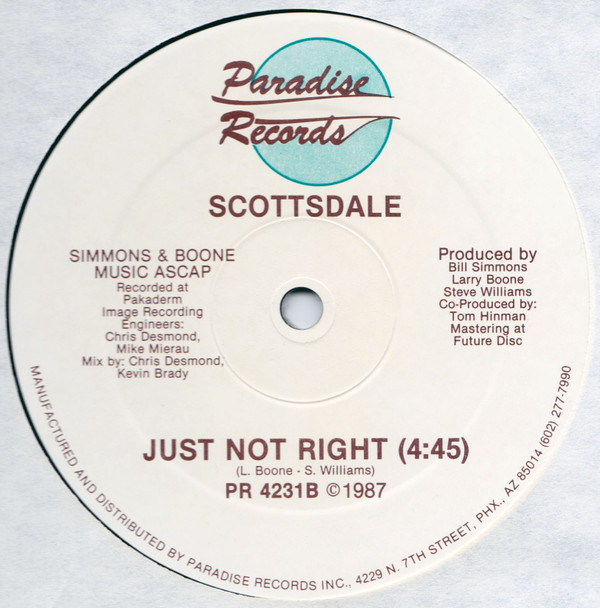 Paradise
Records
SCOTTSDALE
SIMMONS & BOONE
MUSIC ASCAP
Recorded at
Pakaderm
Image Recording
Engineers:
Chris Desmond,
Mike Mierau
Mix by: Chris Desmond,
Kevin Brady
Produced by
Bill Simmons
Larry Boone
Steve Williams
Co-Produced by:
Tom Hinman
Mastering at
Future Disc
JUST NOT RIGHT (4:45)
(L. Boone - S. Williams)
PR 4231B ©1987
MANUFACTURED AND DISTRIBUTED BY PARADISE RECORDS INC., 4229 N. 7TH STREET, PHX., AZ 85014 (602) 277-7990